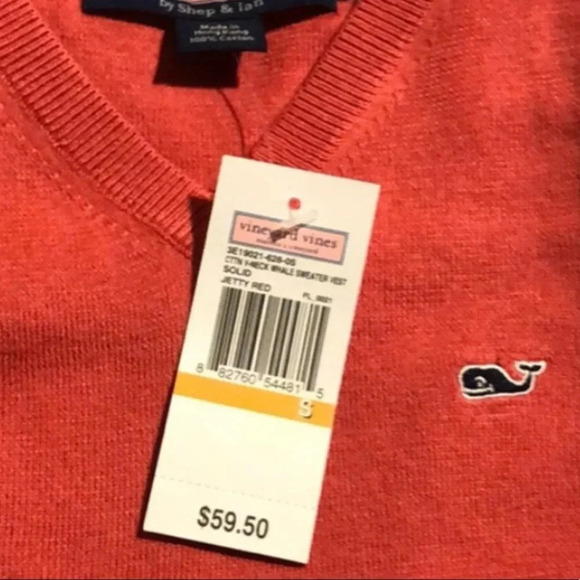 by Shep & Ian
Made in
Hong Kong
100% Cotton
vineyard vines
3E19021-626-0S
CTTN V-NECK WHALE SWEATER VEST
SOLID
JETTY RED
PL_0021
8 82760 54481 5
S
$59.50